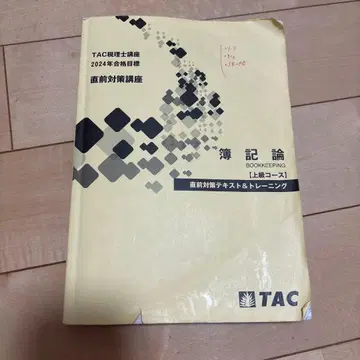 TAC税理士講座
2024年合格目標
直前対策講座
簿記論
BOOKKEEPING
【上級コース】
直前対策テキスト&トレーニング
TAC